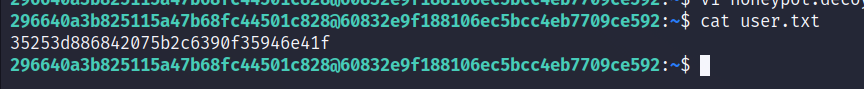 296640a3b825115a47b68fc44501c828@60832e9f188106ec5bcc4eb7709ce592:~$ cat user.txt
35253d886842075b2c6390f35946e41f
296640a3b825115a47b68fc44501c828@60832e9f188106ec5bcc4eb7709ce592:~$